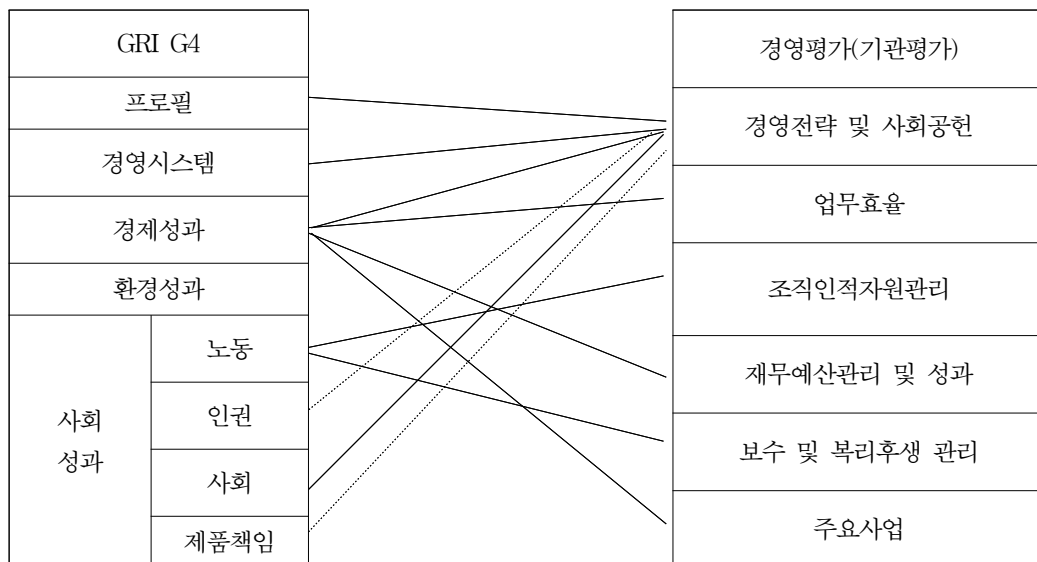 GRI G4
프로필
경영시스템
경제성과
환경성과
사회
성과
노동
인권
사회
제품책임
경영평가(기관평가)
경영전략 및 사회공헌
업무효율
조직인적자원관리
재무예산관리 및 성과
보수 및 복리후생 관리
주요사업